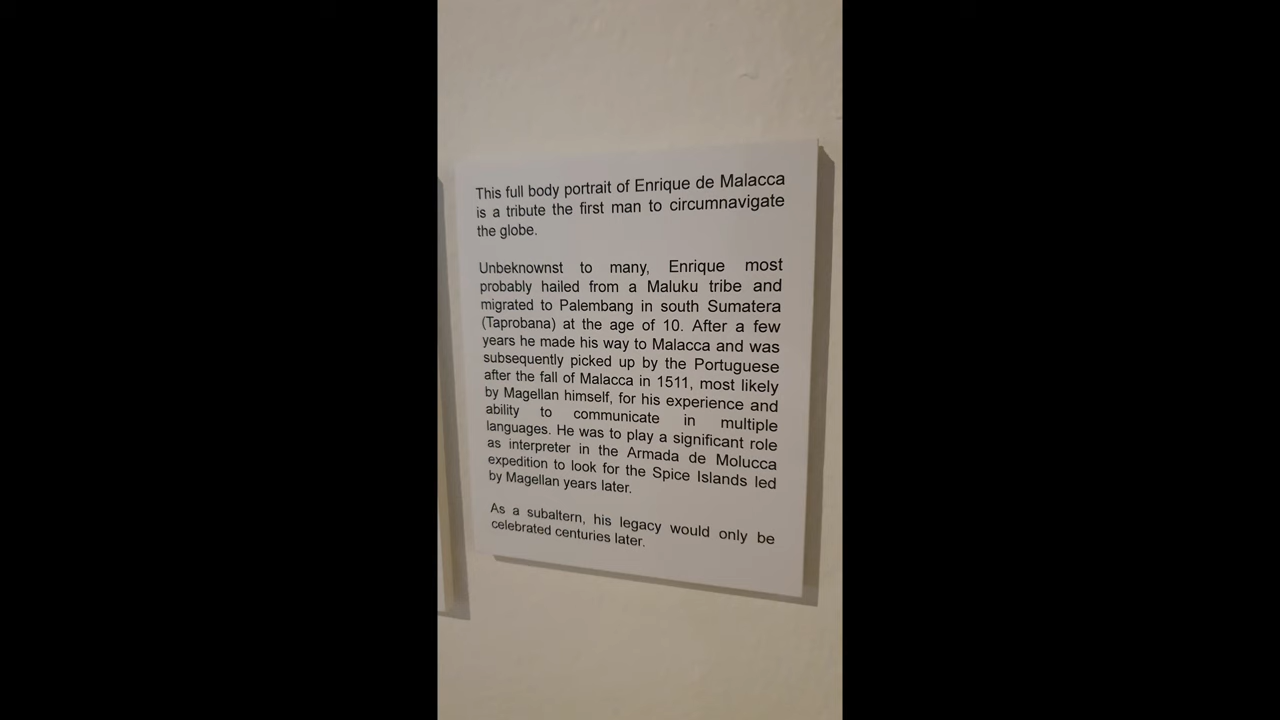 This full body portrait of Enrique de Malacca
is a tribute the first man to circumnavigate
the globe.
Unbeknownst to many, Enrique most
probably hailed from a Maluku tribe and
migrated to Palembang in south Sumatera
(Taprobana) at the age of 10. After a few
years he made his way to Malacca and was
subsequently picked up by the Portuguese
after the fall of Malacca in 1511, most likely
by Magellan himself, for his experience and
ability to communicate in multiple
languages. He was to play a significant role
as interpreter in the Armada de Molucca
expedition to look for the Spice Islands led
by Magellan years later.
As a subaltern, his legacy would only be
celebrated centuries later.